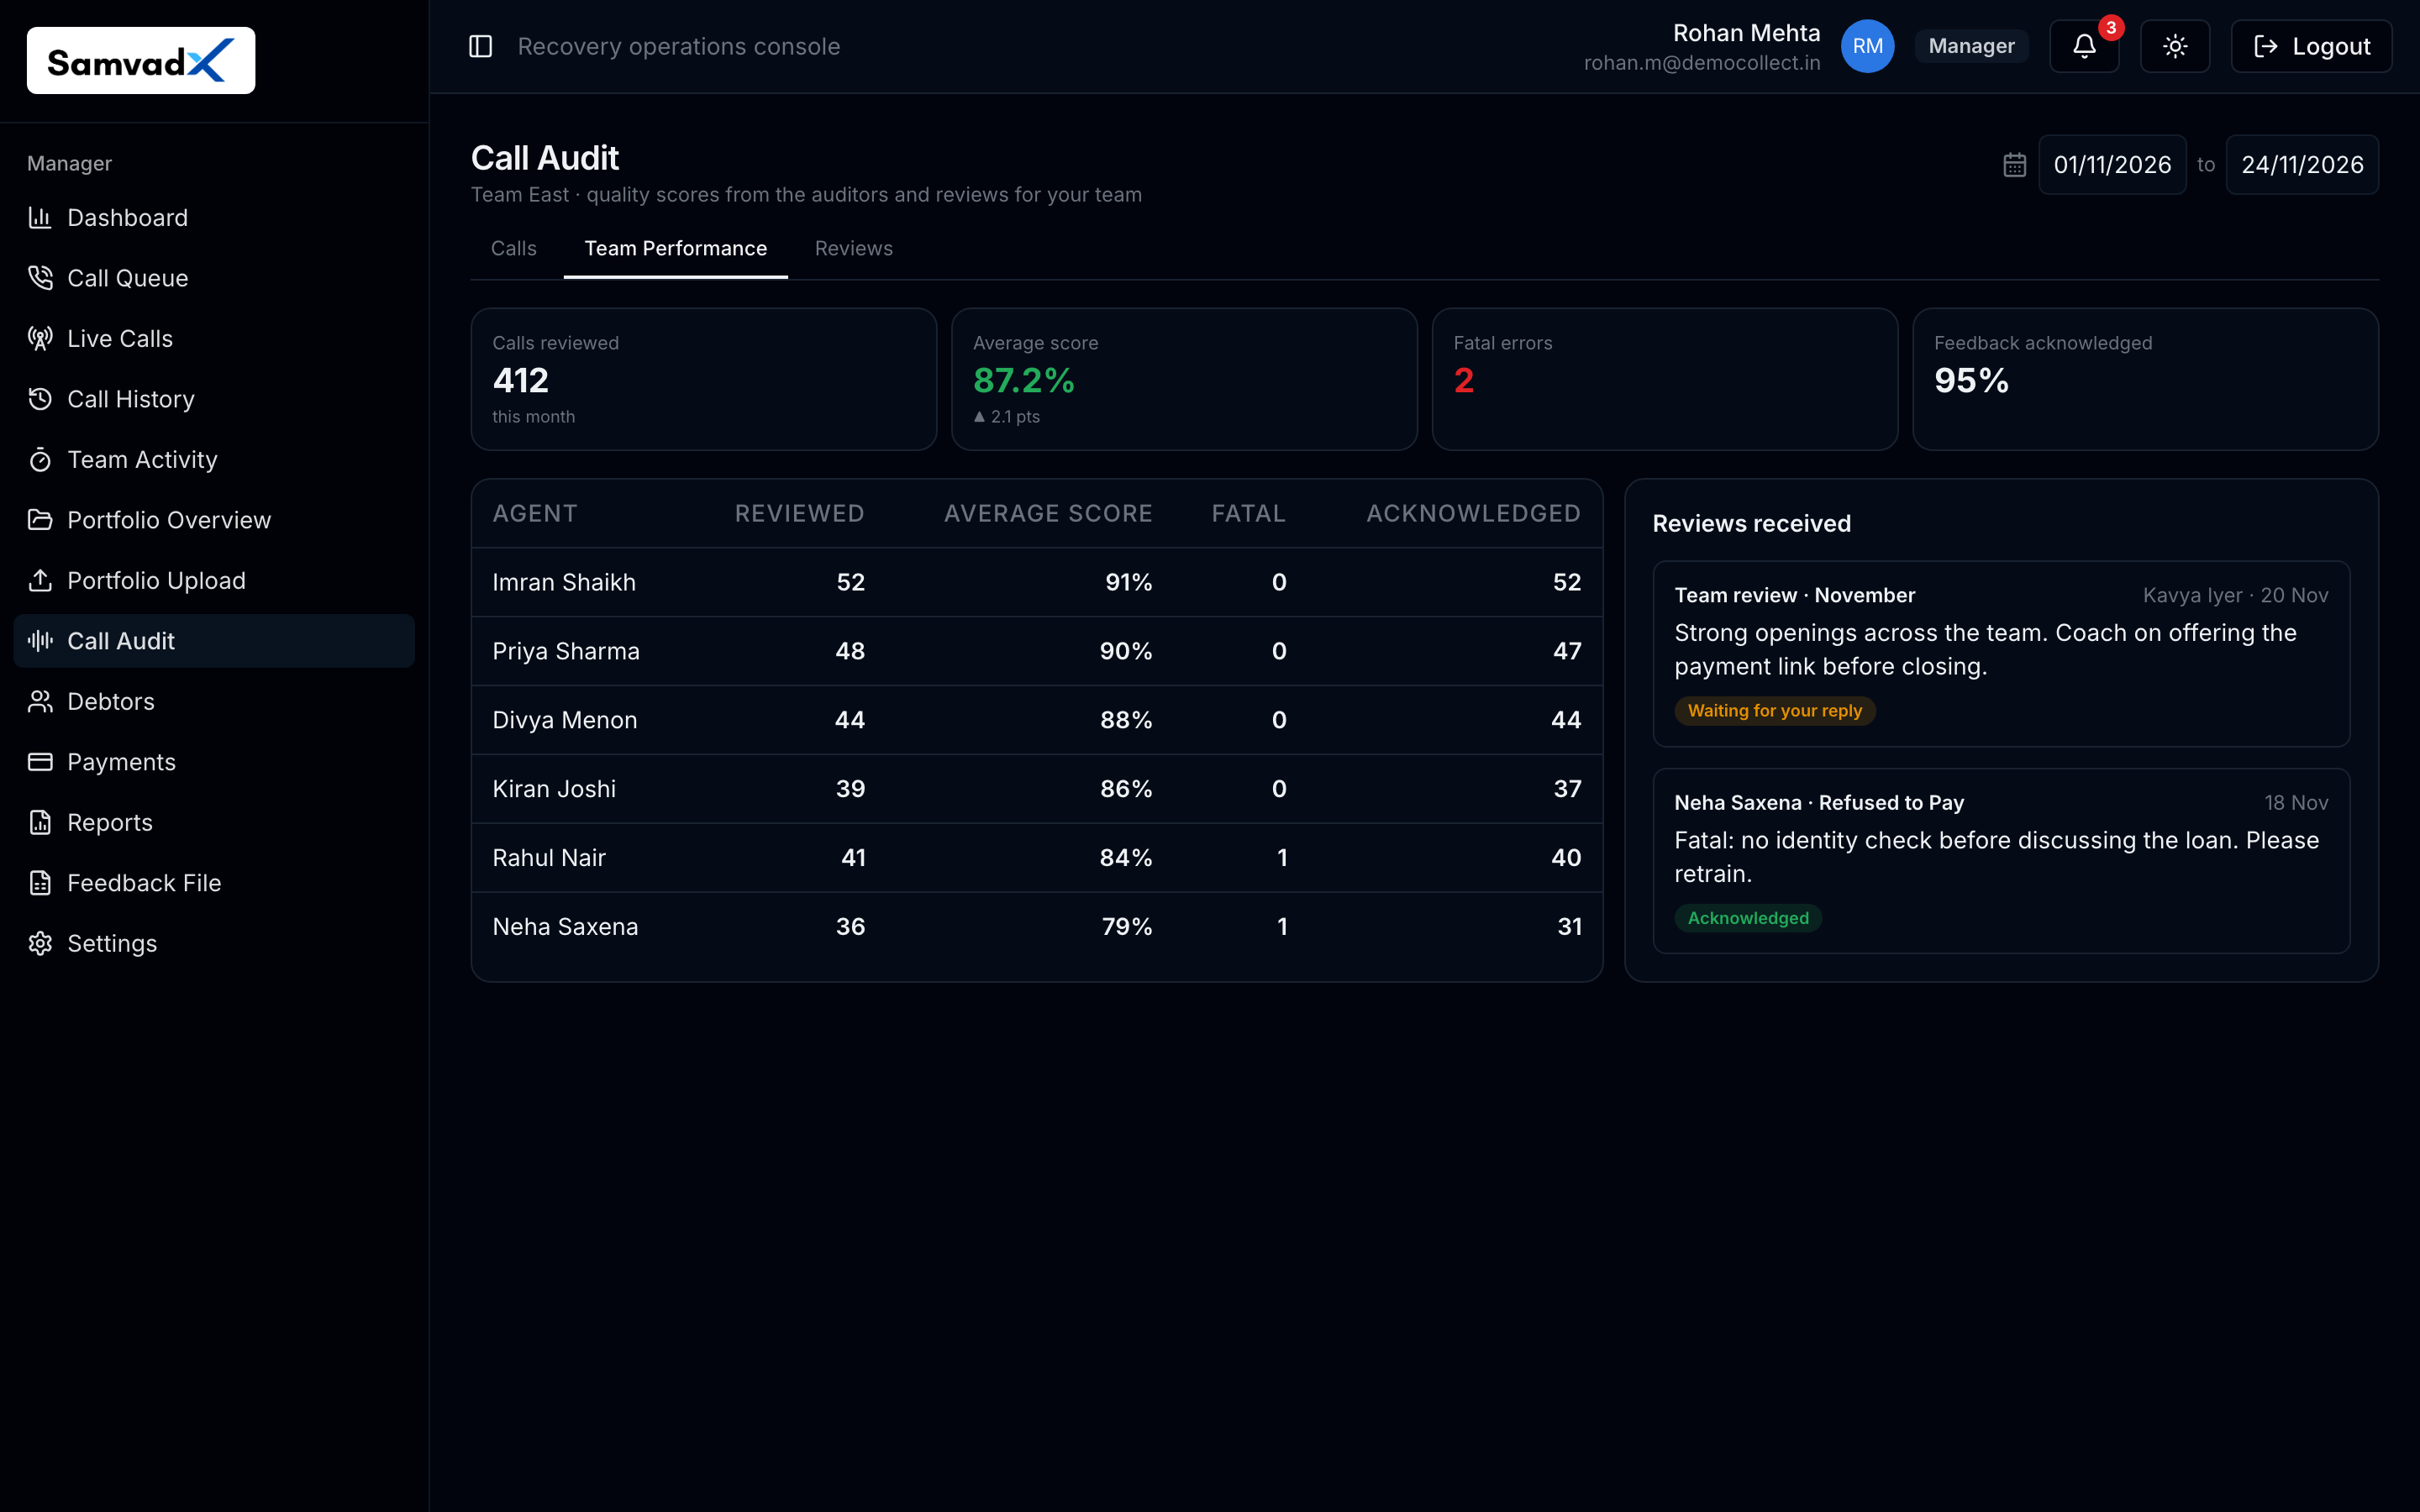 SamvadX
Manager
Dashboard
Call Queue
Live Calls
Call History
Team Activity
Portfolio Overview
Portfolio Upload
Call Audit
Debtors
Payments
Reports
Feedback File
Settings
Recovery operations console
Rohan Mehta
rohan.m@democollect.in
RM
Manager
3
Logout
Call Audit
Team East · quality scores from the auditors and reviews for your team
01/11/2026 to 24/11/2026
Calls Team Performance Reviews
Calls reviewed
412
this month
Average score
87.2%
▲ 2.1 pts
Fatal errors
2
Feedback acknowledged
95%
AGENT REVIEWED AVERAGE SCORE FATAL ACKNOWLEDGED
Imran Shaikh 52 91% 0 52
Priya Sharma 48 90% 0 47
Divya Menon 44 88% 0 44
Kiran Joshi 39 86% 0 37
Rahul Nair 41 84% 1 40
Neha Saxena 36 79% 1 31
Reviews received
Team review · November Kavya Iyer · 20 Nov
Strong openings across the team. Coach on offering the
payment link before closing.
Waiting for your reply
Neha Saxena · Refused to Pay 18 Nov
Fatal: no identity check before discussing the loan. Please
retrain.
Acknowledged